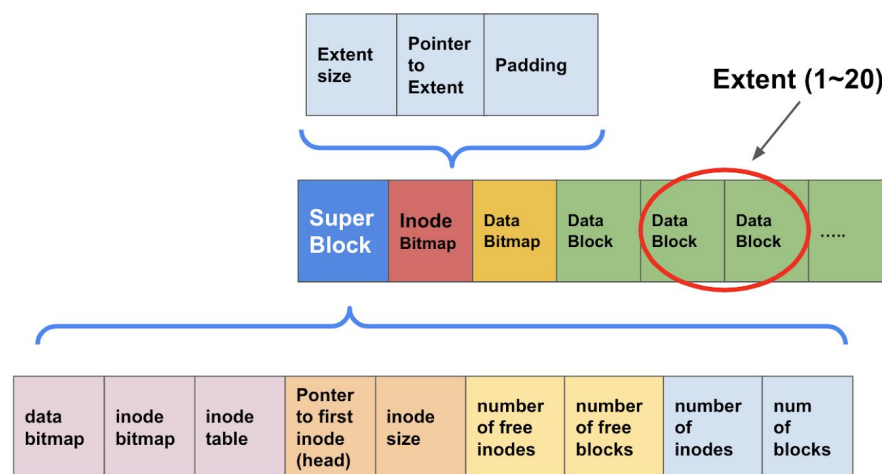 Extent
size
Pointer
to
Extent
Padding
Extent (1~20)
Super
Block
Inode
Bitmap
Data
Bitmap
Data
Block
Data
Block
Data
Block
.....
data
bitmap
inode
bitmap
inode
table
Ponter
to first
inode
(head)
inode
size
number
of free
inodes
number
of free
blocks
number
of
inodes
num
of
blocks